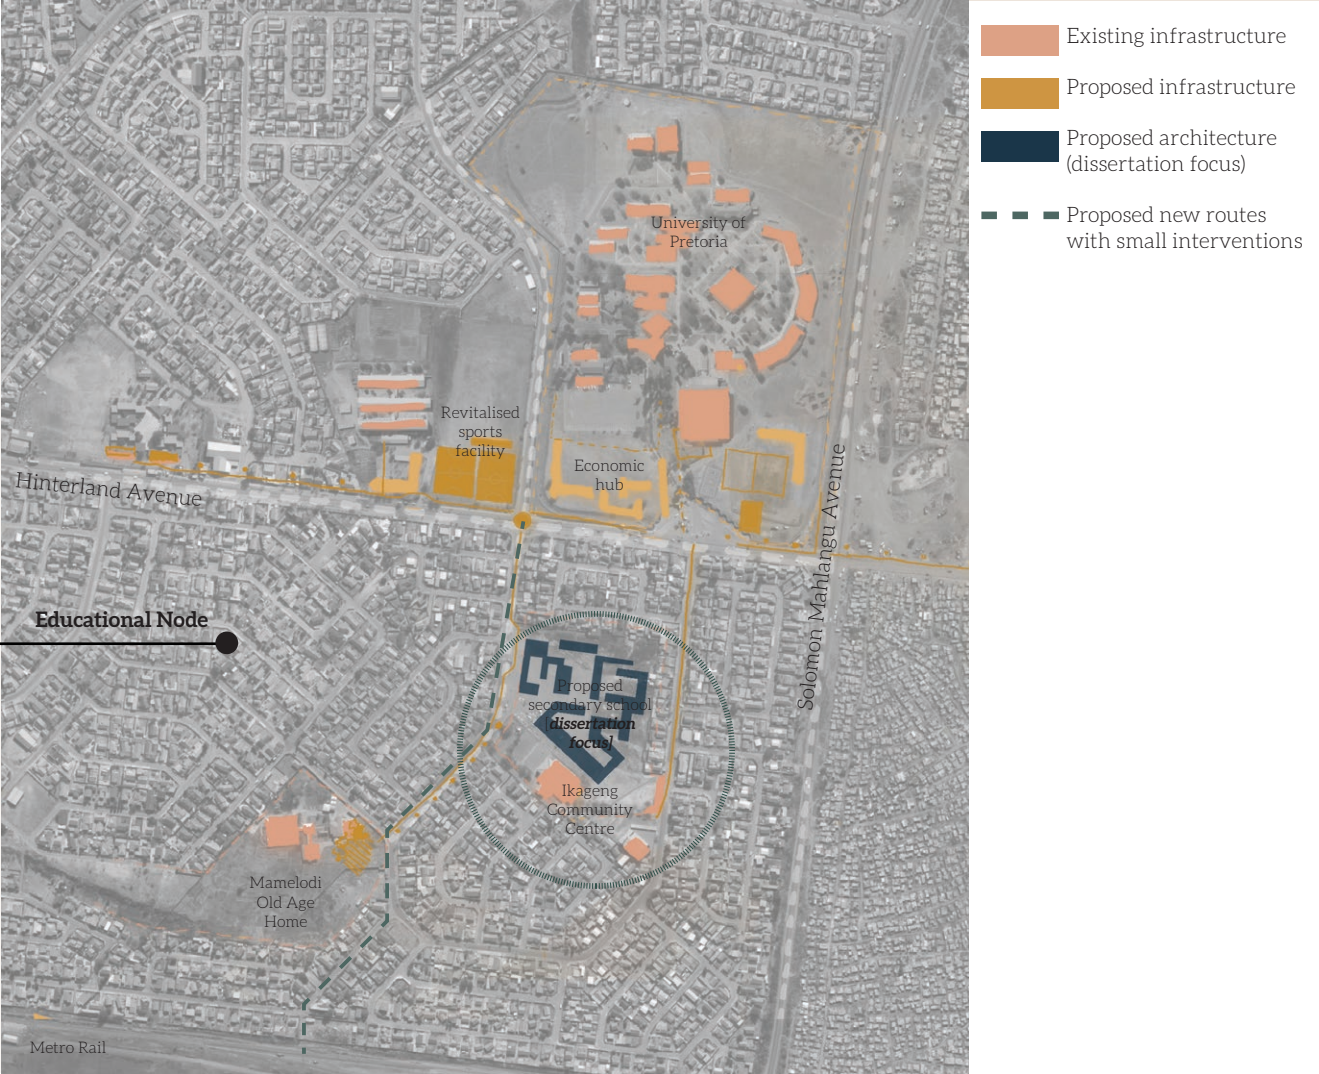 Existing infrastructure
Proposed infrastructure
Proposed architecture
(dissertation focus)
Proposed new routes
with small interventions
University of
Pretoria
Revitalised
sports
facility
Economic
hub
Hinterland Avenue
Solomon Mahlangu Avenue
Educational Node
Proposed
secondary school
[dissertation
focus]
Ikageng
Community
Centre
Mamelodi
Old Age
Home
Metro Rail